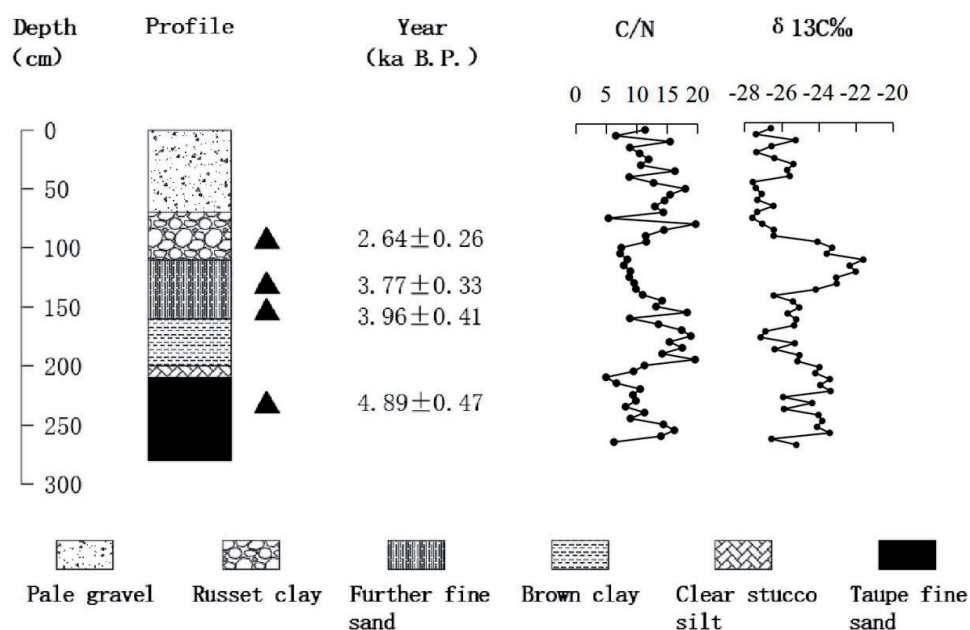 Depth Profile Year C/N δ 13C‰
(cm) (ka B.P.)
0 5 10 15 20 -28 -26 -24 -22 -20
0
50
100 2.64±0.26
3.77±0.33
150 3.96±0.41
200
4.89±0.47
250
300
Pale gravel Russet clay Further fine sand Brown clay Clear stucco silt Taupe fine sand